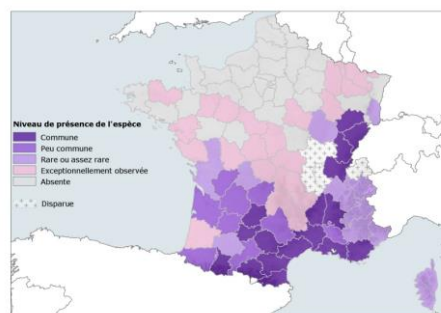 Niveau de présence de l'espèce
Commune
Peu commune
Rare ou assez rare
Exceptionnellement observée
Absente
Disparue